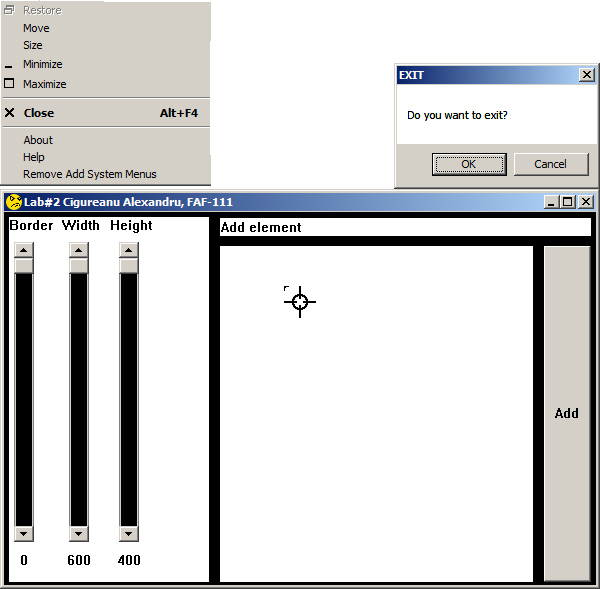 Restore
Move
Size
Minimize
Maximize
Close Alt+F4
About
Help
Remove Add System Menus
EXIT
Do you want to exit?
OK Cancel
Lab#2 Cigureanu Alexandru, FAF-111
Border Width Height
Add element
Add
0 600 400